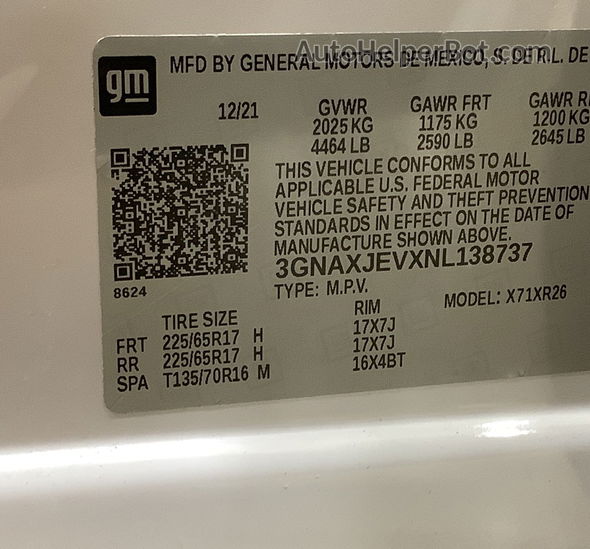 AutoHelperBot.com
gm
MFD BY GENERAL MOTORS DE MEXICO, S. DE R.L. DE
12/21
GVWR
GAWR FRT
GAWR R
2025 KG
1175 KG
1200 KG
4464 LB
2590 LB
2645 LB
THIS VEHICLE CONFORMS TO ALL
APPLICABLE U.S. FEDERAL MOTOR
VEHICLE SAFETY AND THEFT PREVENTION
STANDARDS IN EFFECT ON THE DATE OF
MANUFACTURE SHOWN ABOVE.
3GNAXJEVXNL138737
8624
TYPE: M.P.V.
MODEL: X71XR26
TIRE SIZE
RIM
FRT 225/65R17 H 17X7J
RR 225/65R17 H 17X7J
SPA T135/70R16 M 16X4BT